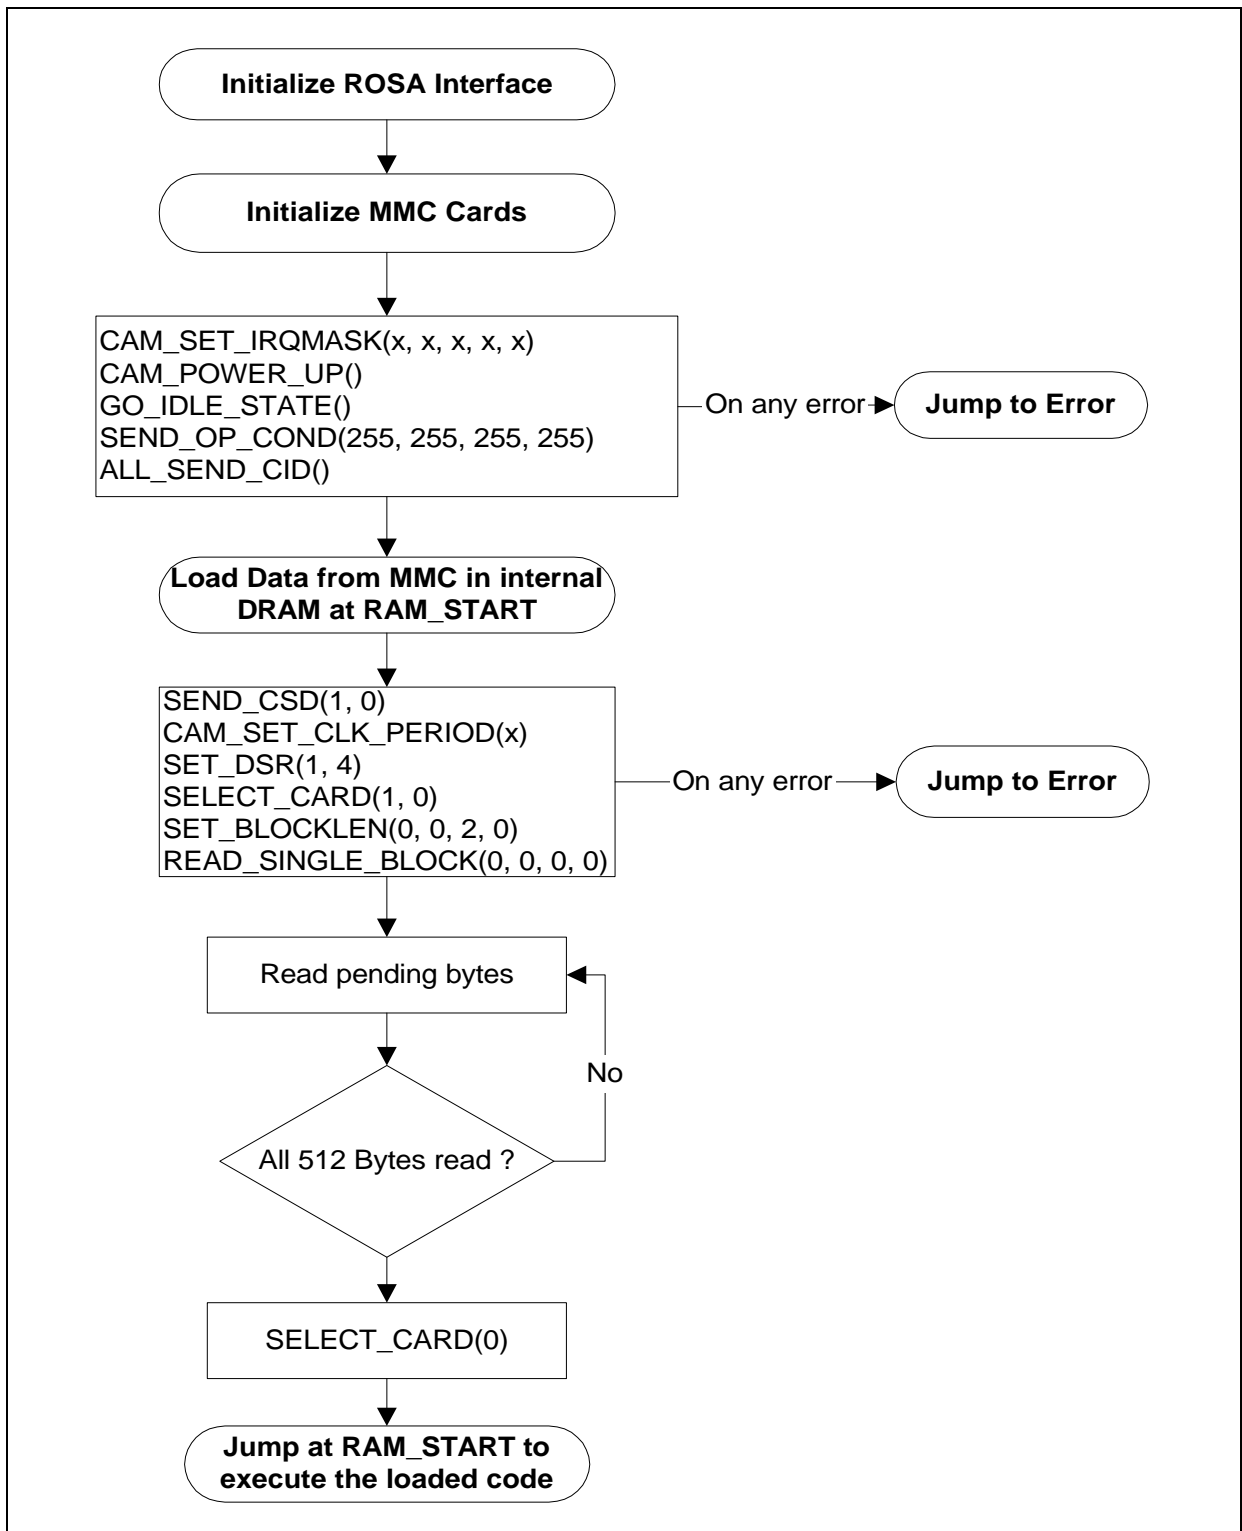 Initialize ROSA Interface
Initialize MMC Cards
CAM_SET_IRQMASK(x, x, x, x, x)
CAM_POWER_UP()
GO_IDLE_STATE()
SEND_OP_COND(255, 255, 255, 255)
ALL_SEND_CID()
On any error
Jump to Error
Load Data from MMC in internal
DRAM at RAM_START
SEND_CSD(1, 0)
CAM_SET_CLK_PERIOD(x)
SET_DSR(1, 4)
SELECT_CARD(1, 0)
SET_BLOCKLEN(0, 0, 2, 0)
READ_SINGLE_BLOCK(0, 0, 0, 0)
On any error
Jump to Error
Read pending bytes
No
All 512 Bytes read ?
SELECT_CARD(0)
Jump at RAM_START to
execute the loaded code